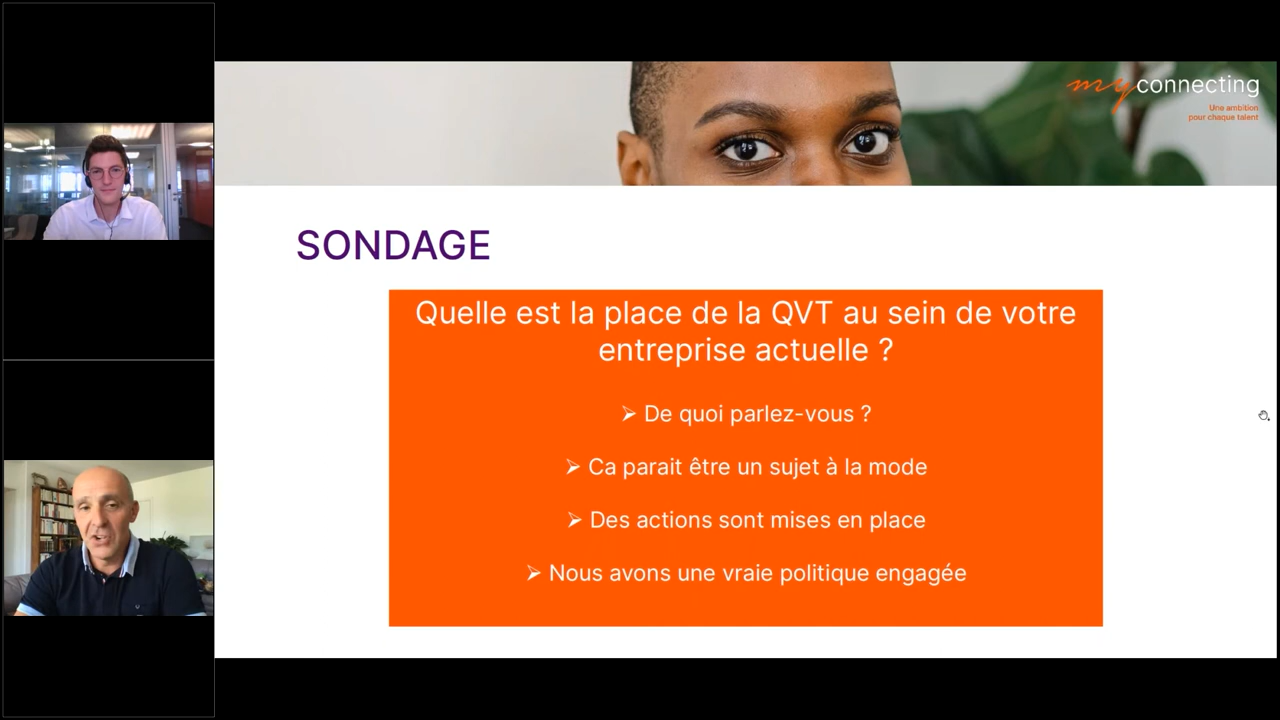 myconnecting
Une ambition
pour chaque talent
SONDAGE
Quelle est la place de la QVT au sein de votre
entreprise actuelle ?
➢ De quoi parlez-vous ?
➢ Ca parait être un sujet à la mode
➢ Des actions sont mises en place
➢ Nous avons une vraie politique engagée